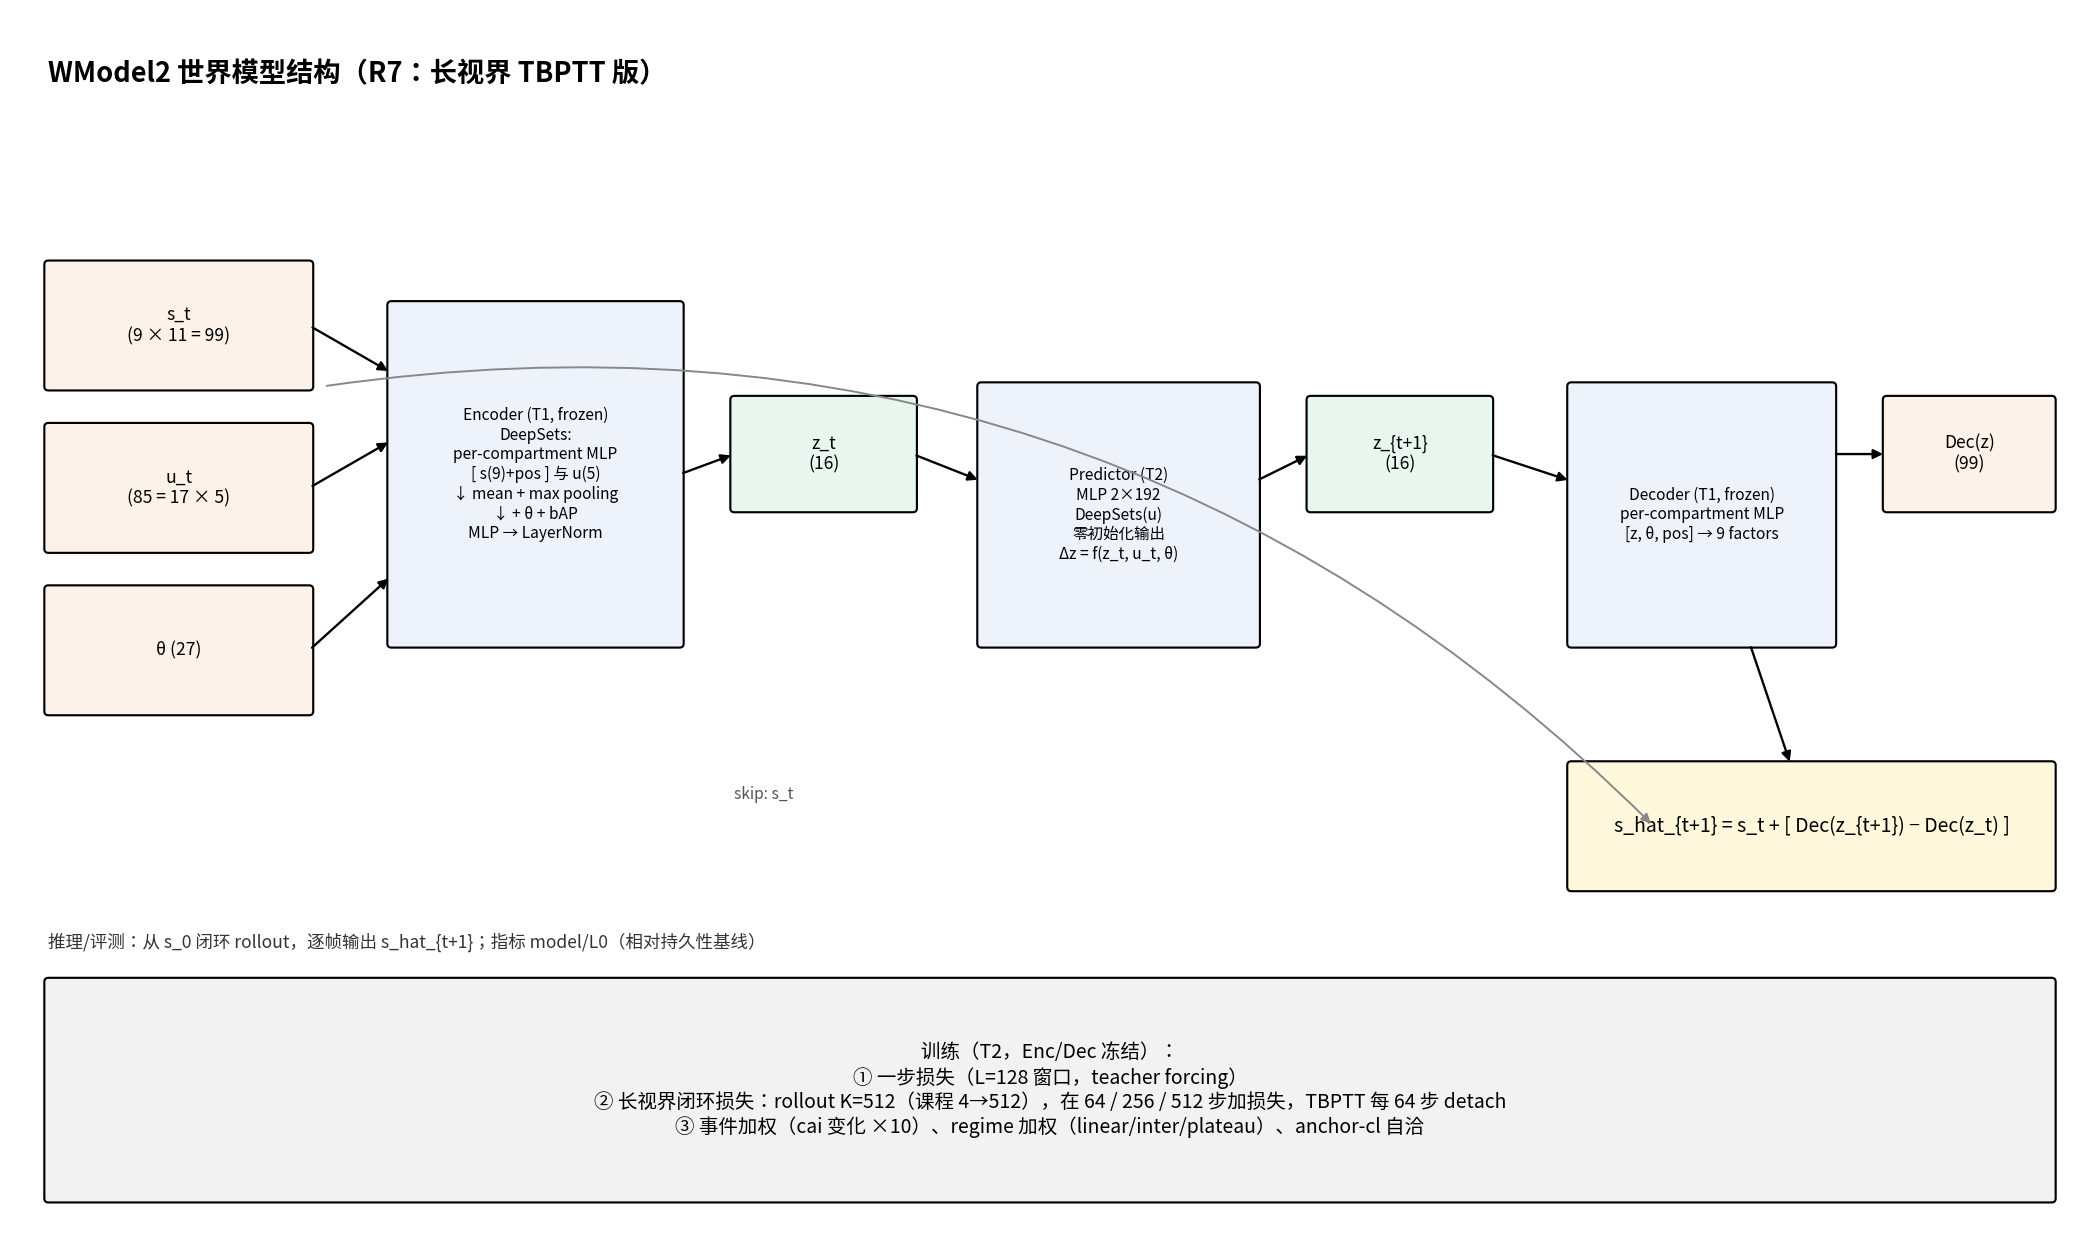 WModel2 世界模型结构（R7：长视界 TBPTT 版）
s_t
(9 × 11 = 99)
u_t
(85 = 17 × 5)
θ (27)
Encoder (T1, frozen)
DeepSets:
per-compartment MLP
[ s(9)+pos ] 与 u(5)
↓ mean + max pooling
↓ + θ + bAP
MLP → LayerNorm
z_t
(16)
Predictor (T2)
MLP 2×192
DeepSets(u)
零初始化输出
Δz = f(z_t, u_t, θ)
z_{t+1}
(16)
Decoder (T1, frozen)
per-compartment MLP
[z, θ, pos] → 9 factors
Dec(z)
(99)
skip: s_t
s_hat_{t+1} = s_t + [ Dec(z_{t+1}) − Dec(z_t) ]
推理/评测：从 s_0 闭环 rollout，逐帧输出 s_hat_{t+1}；指标 model/L0（相对持久性基线）
训练（T2，Enc/Dec 冻结）：
① 一步损失（L=128 窗口，teacher forcing）
② 长视界闭环损失：rollout K=512（课程 4→512），在 64 / 256 / 512 步加损失，TBPTT 每 64 步 detach
③ 事件加权（cai 变化 ×10）、regime 加权（linear/inter/plateau）、anchor-cl 自洽